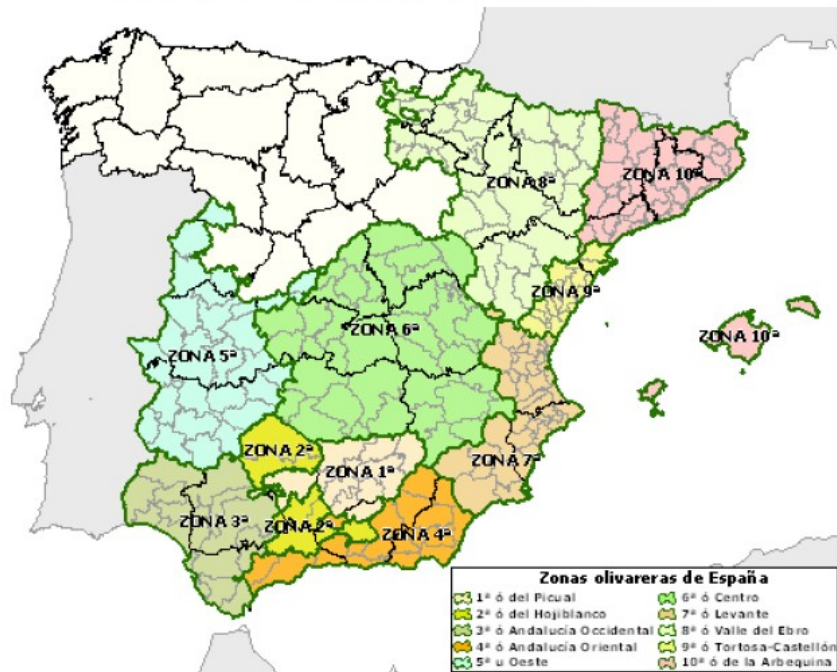 ZONA 10ª
ZONA 8ª
ZONA 9ª
ZONA 6ª
ZONA 10ª
ZONA 5ª
ZONA 2ª
ZONA 1ª
ZONA 7ª
ZONA 3ª
ZONA 2ª
ZONA 4ª
Zonas olivareras de España
1ª ó del Picual
2ª ó del Hojiblanco
3ª ó Andalucía Occidental
4ª ó Andalucía Oriental
5ª u Oeste
6ª ó Centro
7ª ó Levante
8ª ó Valle del Ebro
9ª ó Tortosa-Castellón
10ª ó de la Arbequina